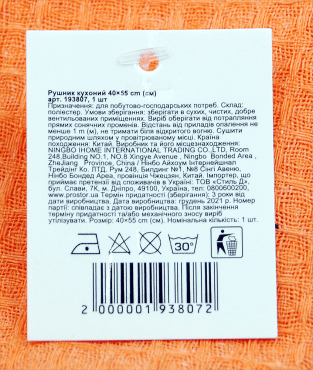 Рушник кухоний 40×55 cm (см)
арт. 193807, 1 шт
Призначення: для побутово-господарських потреб. Склад:
поліестер. Умови зберігання: зберігати в сухих, чистих, добре
вентильованих приміщеннях. Виріб оберігати від потрапляння
прямих сонячних променів. Відстань від приладів опалення не
менше 1 m (м), не тримати біля відкритого вогню. Сушити
природним шляхом у провітрюваному місці. Країна
походження: Китай. Виробник та його місцезнаходження:
NINGBO HOME INTERNATIONAL TRADING CO.,LTD, Room
248,Building NO.1, NO.8 Xingye Avenue , Ningbo Bonded Area ,
ZheJiang Province, China / Нінбо Айхоум Інтернейшнал
Трейдінг Ко. ЛТД, Рум 248, Білдинг №1, №8 Сінгі Авеню,
Нінбо Бондед Ареа, провінція Чжецзян, Китай. Імпортер, що
приймає претензії від споживачів в Україні: ТОВ «Стиль Д»,
бул. Слави, 7К, м. Дніпро, 49100, Україна, тел: 0800600200,
www.prostor.ua Термін придатності (зберігання): 3 роки від
дати виробництва. Дата виробництва: грудень 2021 р. Номер
партії: співпадає з датою виробництва. Після закінчення
терміну придатності та/або механічного зносу виріб
утилізувати. Розмір: 40×55 cm (см). Номінальна кількість: 1 шт.
30°
2 000001 938072